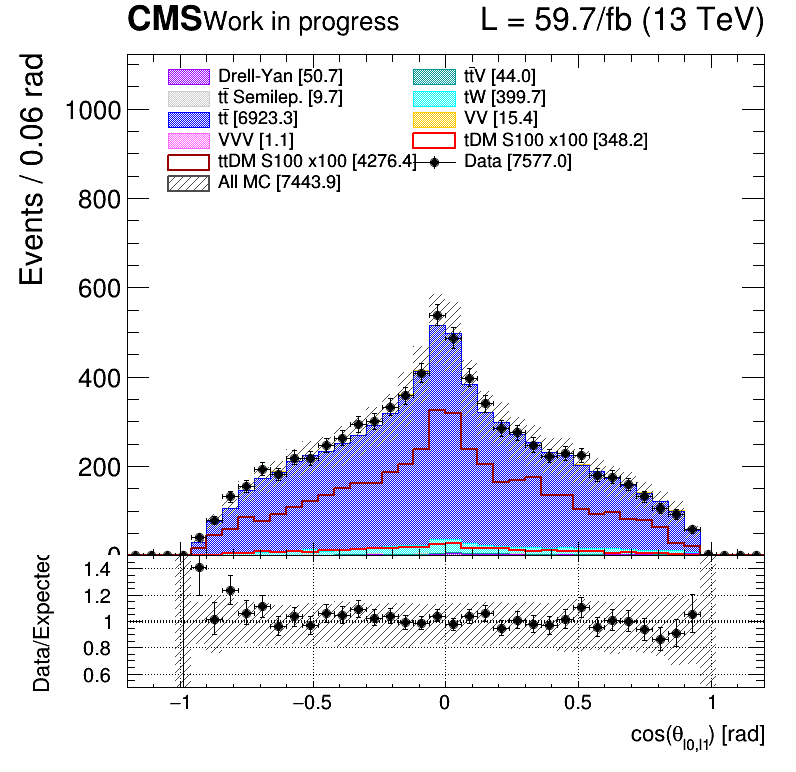 CMS Work in progress L = 59.7/fb (13 TeV)
Events / 0.06 rad
Drell-Yan [50.7] tt̄V [44.0]
tt̄ Semilep. [9.7] tW [399.7]
tt̄ [6923.3] VV [15.4]
VVV [1.1] tDM S100 x100 [348.2]
ttDM S100 x100 [4276.4] Data [7577.0]
All MC [7443.9]
1000
800
600
400
200
0
Data/Expected
1.4
1.2
1
0.8
0.6
−1 −0.5 0 0.5 1
cos(θl0,l1) [rad]